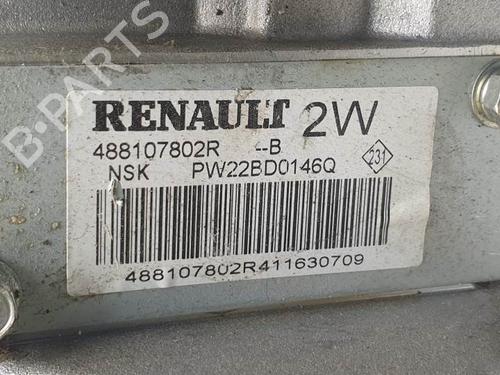 RENAULT 2W
488107802R --B
NSK PW22BD0146Q 231
488107802R411630709
B-PARTS